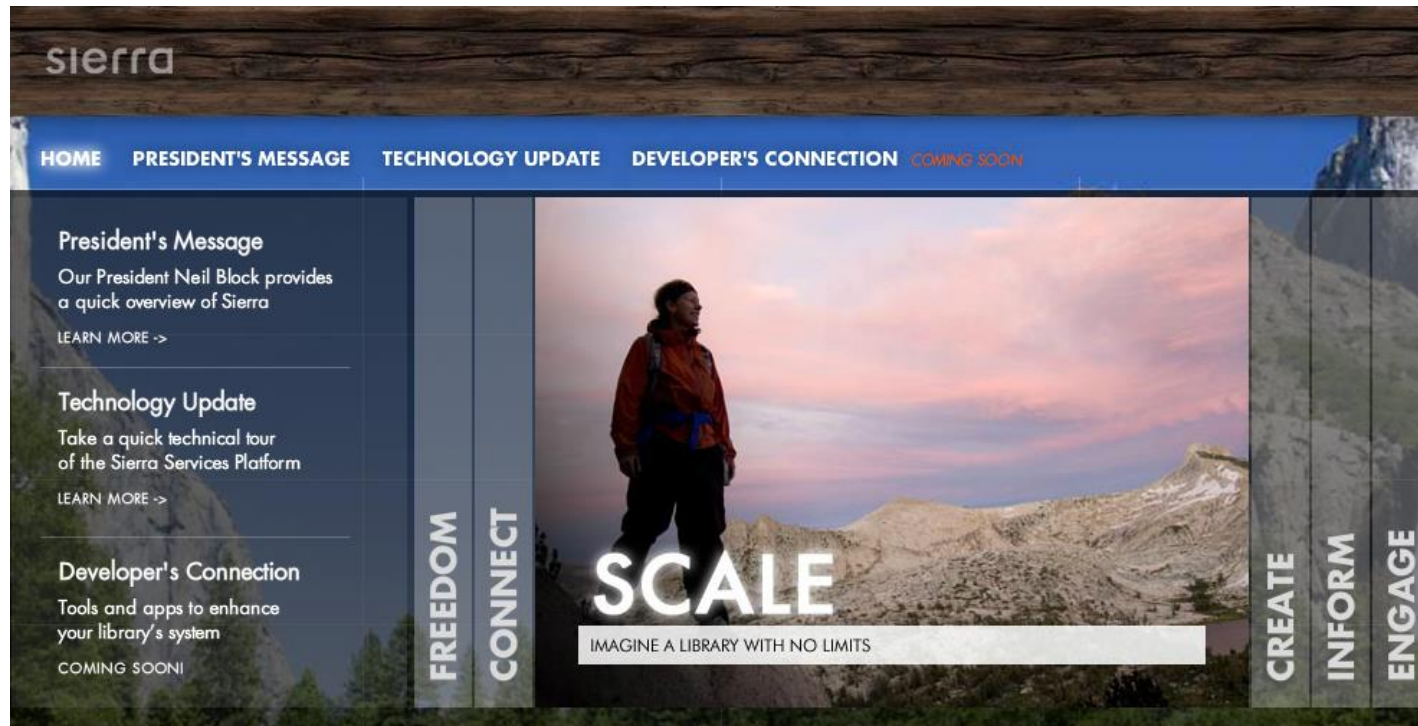 sierra
HOME PRESIDENT'S MESSAGE TECHNOLOGY UPDATE DEVELOPER'S CONNECTION COMING SOON
President's Message
Our President Neil Block provides
a quick overview of Sierra
LEARN MORE ->
Technology Update
Take a quick technical tour
of the Sierra Services Platform
LEARN MORE ->
Developer's Connection
Tools and apps to enhance
your library's system
COMING SOON!
FREEDOM
CONNECT
SCALE
IMAGINE A LIBRARY WITH NO LIMITS
CREATE
INFORM
ENGAGE